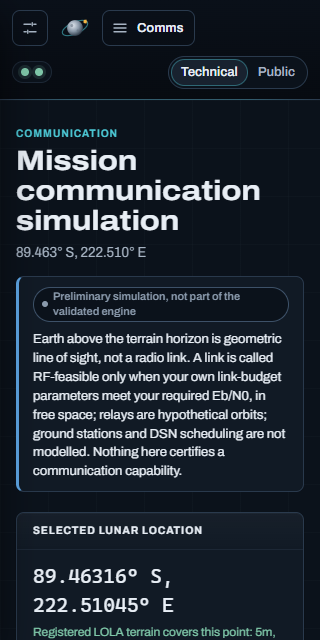 Comms
Technical Public
COMMUNICATION
Mission
communication
simulation
89.463° S, 222.510° E
Preliminary simulation, not part of the
validated engine
Earth above the terrain horizon is geometric
line of sight, not a radio link. A link is called
RF-feasible only when your own link-budget
parameters meet your required Eb/N0, in
free space; relays are hypothetical orbits;
ground stations and DSN scheduling are not
modelled. Nothing here certifies a
communication capability.
SELECTED LUNAR LOCATION
89.46316° S,
222.51045° E
Registered LOLA terrain covers this point: 5m,